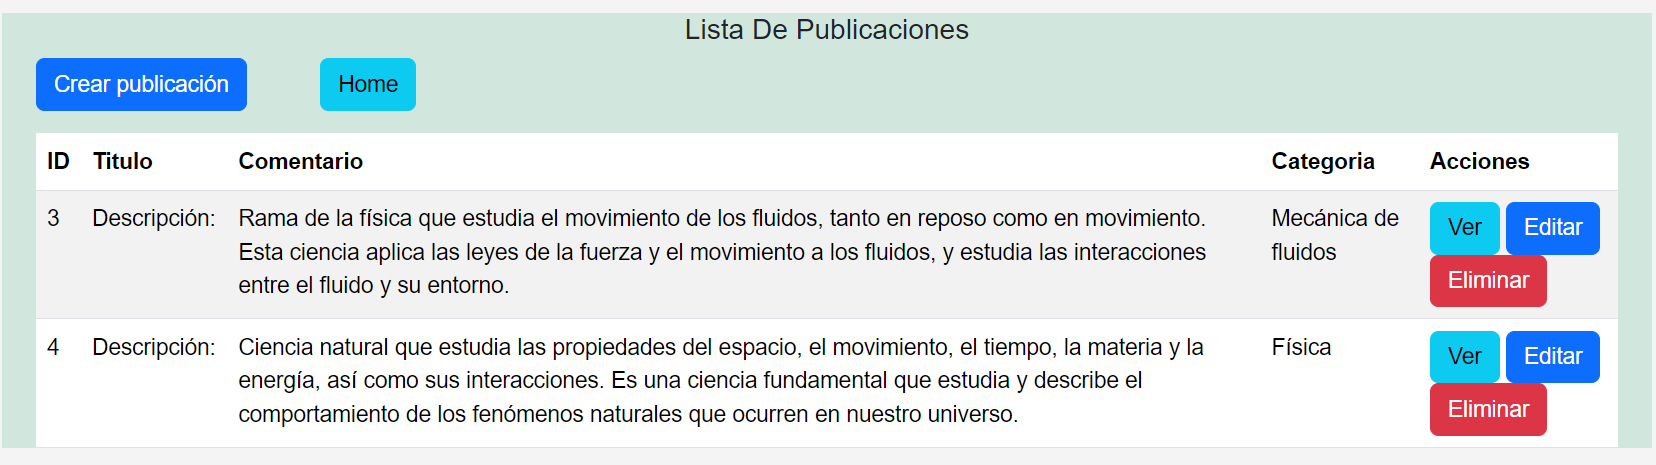 Lista De Publicaciones
Crear publicación Home
ID Titulo Comentario Categoria Acciones
3 Descripción: Rama de la física que estudia el movimiento de los fluidos, tanto en reposo como en movimiento.
Esta ciencia aplica las leyes de la fuerza y el movimiento a los fluidos, y estudia las interacciones
entre el fluido y su entorno.
Mecánica de
fluidos
Ver Editar
Eliminar
4 Descripción: Ciencia natural que estudia las propiedades del espacio, el movimiento, el tiempo, la materia y la
energía, así como sus interacciones. Es una ciencia fundamental que estudia y describe el
comportamiento de los fenómenos naturales que ocurren en nuestro universo.
Física
Ver Editar
Eliminar